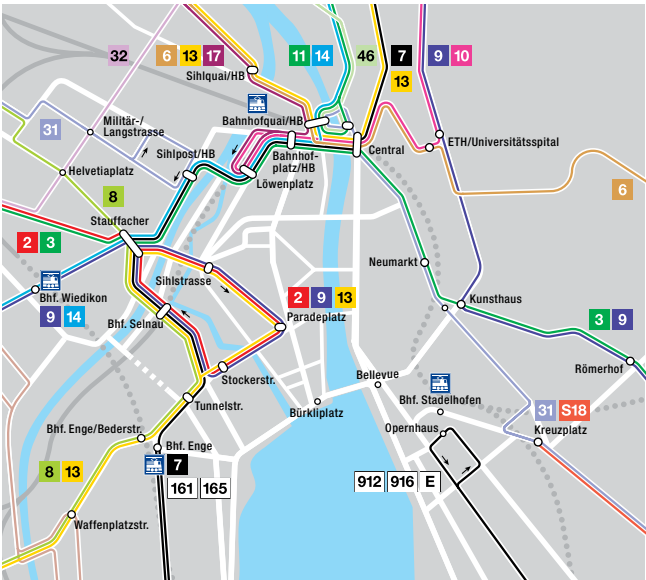 32
6 13 17
11 14
46
7
13
9 10
Sihlquai/HB
Bahnhofquai/HB
31
Militär-/
Langstrasse
Sihlpost/HB
Bahnhof-
platz/HB
Central
ETH/Universitätsspital
Helvetiaplatz
Löwenplatz
6
8
Stauffacher
2 3
Neumarkt
Sihlstrasse
Bhf. Wiedikon
9 14
2 9 13
Paradeplatz
Kunsthaus
Bhf. Selnau
3 9
Römerhof
Stockerstr.
Bellevue
Bhf. Stadelhofen
Tunnelstr.
Bürkliplatz
31 S18
Kreuzplatz
Opernhaus
Bhf. Enge/Bederstr.
Bhf. Enge
7
8 13
161 165
912 916 E
Waffenplatzstr.